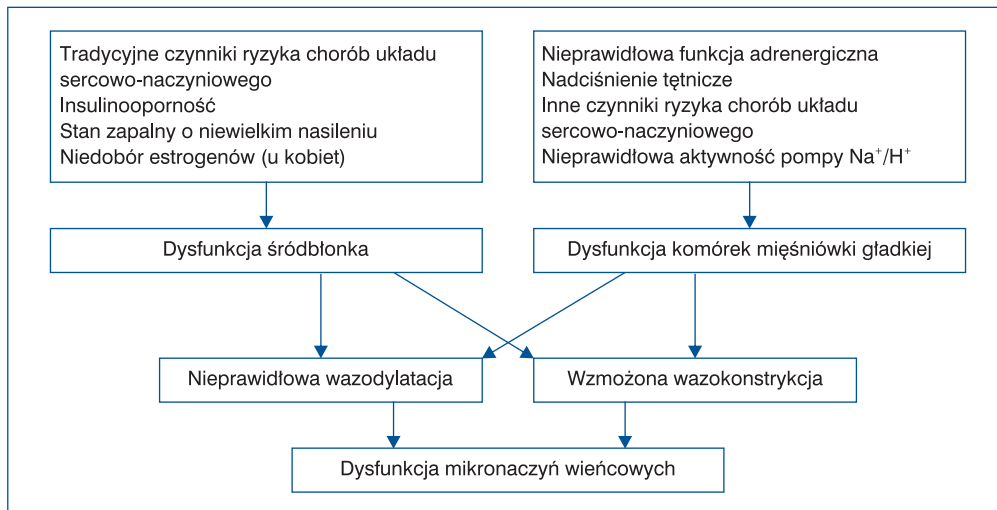 Tradycyjne czynniki ryzyka chorób układu
sercowo-naczyniowego
Insulinooporność
Stan zapalny o niewielkim nasileniu
Niedobór estrogenów (u kobiet)
Nieprawidłowa funkcja adrenergiczna
Nadciśnienie tętnicze
Inne czynniki ryzyka chorób układu
sercowo-naczyniowego
Nieprawidłowa aktywność pompy Na⁺/H⁺
Dysfunkcja śródbłonka
Dysfunkcja komórek mięśniówki gładkiej
Nieprawidłowa wazodylatacja
Wzmożona wazokonstrykcja
Dysfunkcja mikronaczyń wieńcowych